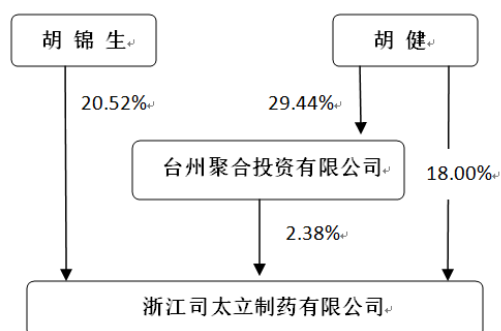 胡 锦 生
胡 健
20.52%
29.44%
台州聚合投资有限公司
18.00%
2.38%
浙江司太立制药有限公司